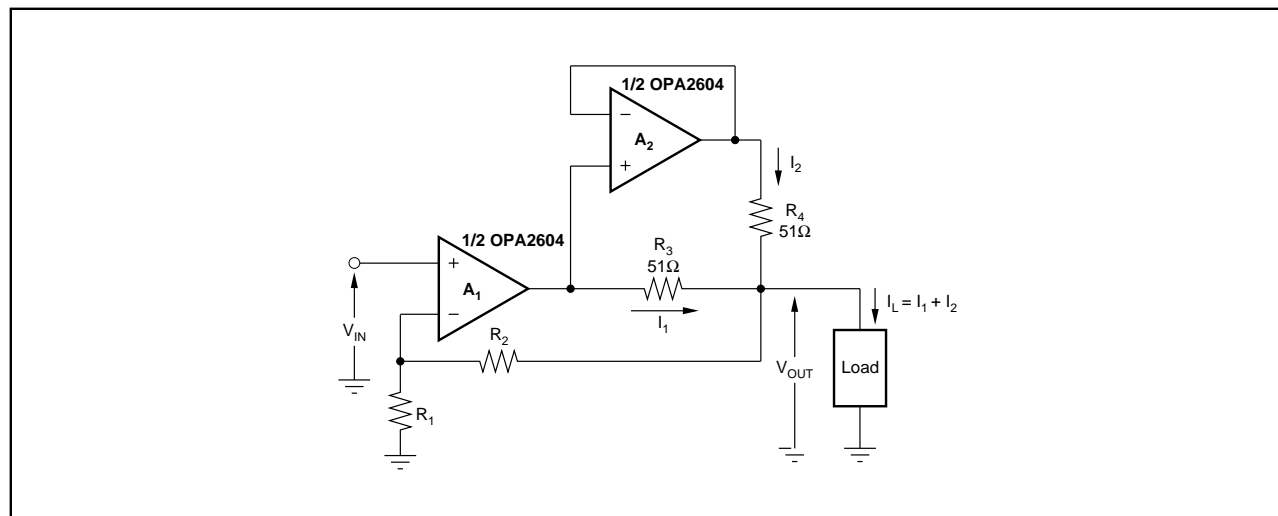 1/2 OPA2604
−
A2
+
I2
R4
51Ω
1/2 OPA2604
R3
51Ω
+
A1
−
I1
IL = I1 + I2
VIN
R2
VOUT
Load
R1